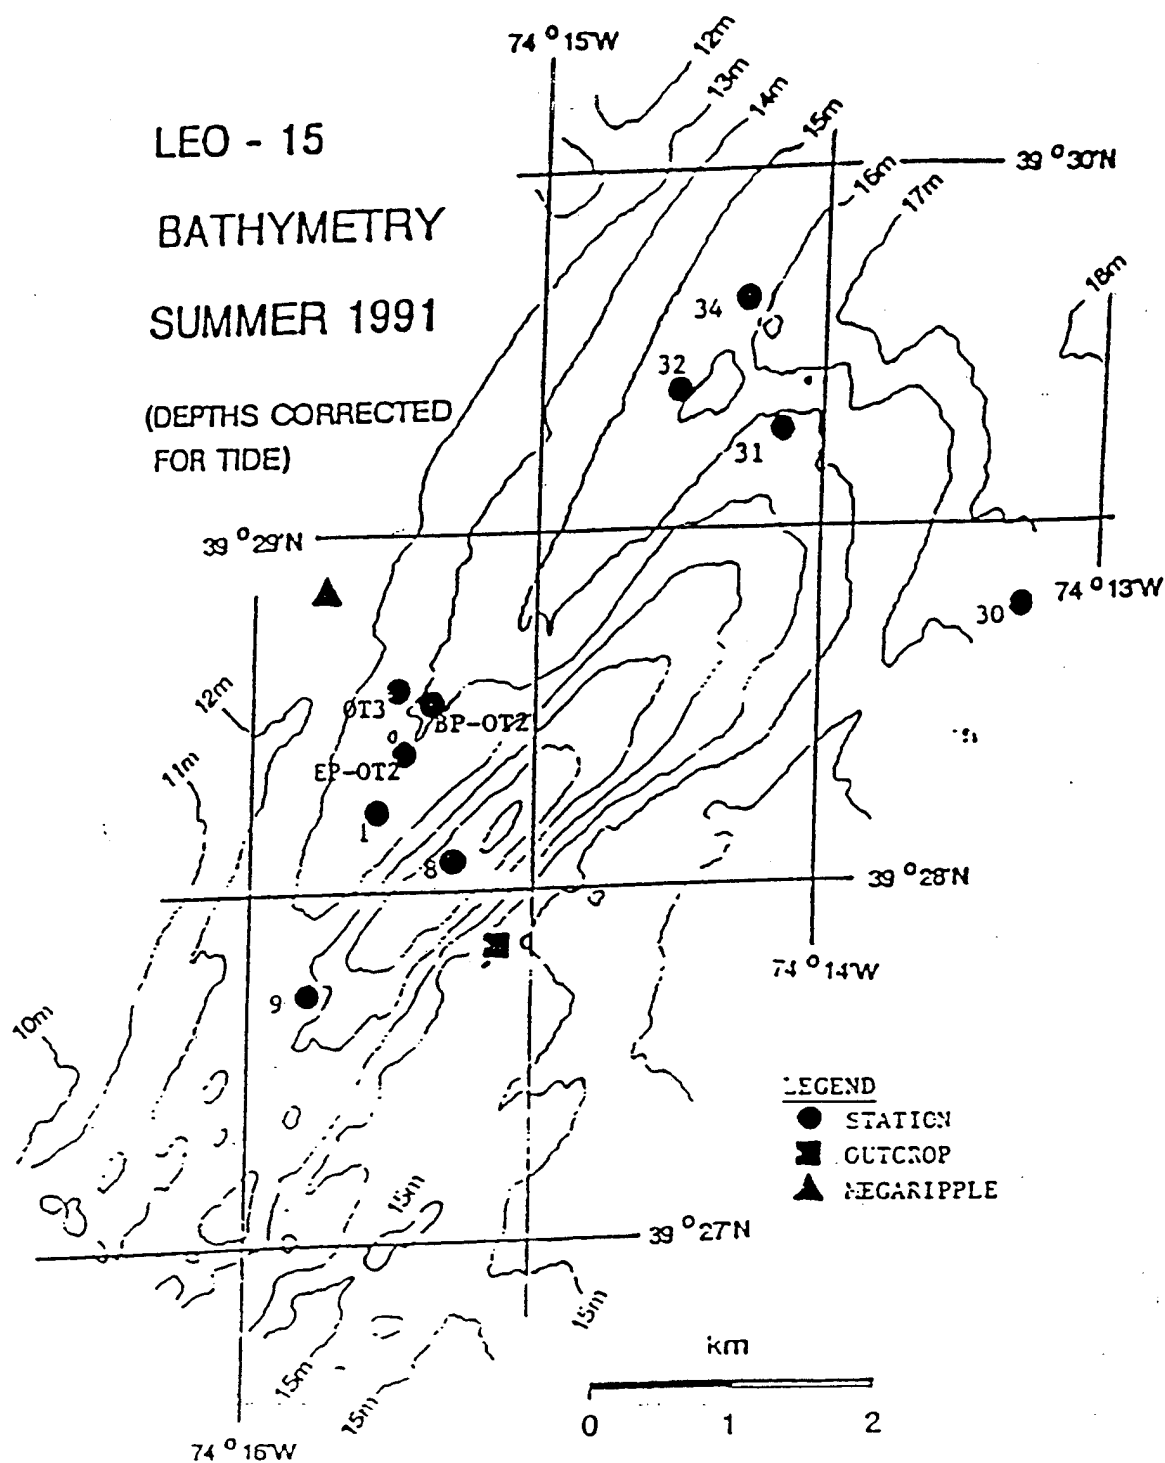 74 °15'W
12m
13m
14m
15m
LEO - 15
39 °30'N
16m
17m
BATHYMETRY
18m
SUMMER 1991
34
32
(DEPTHS CORRECTED
FOR TIDE)
31
39 °29'N
74 °13'W
30
12m
OT3
BP-OT2
EP-OT2
11m
1
8
39 °28'N
74 °14'W
9
10m
LEGEND
STATION
OUTCROP
MEGARIPPLE
15m
39 °27'N
15m
km
15m
15m
0 1 2
74 °16'W